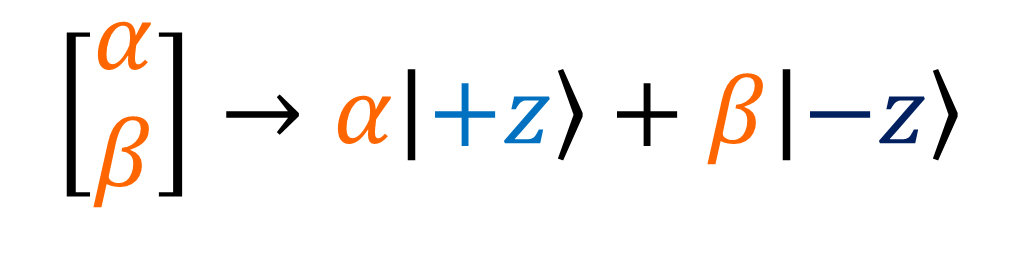 [α β] → α|+z⟩ + β|−z⟩